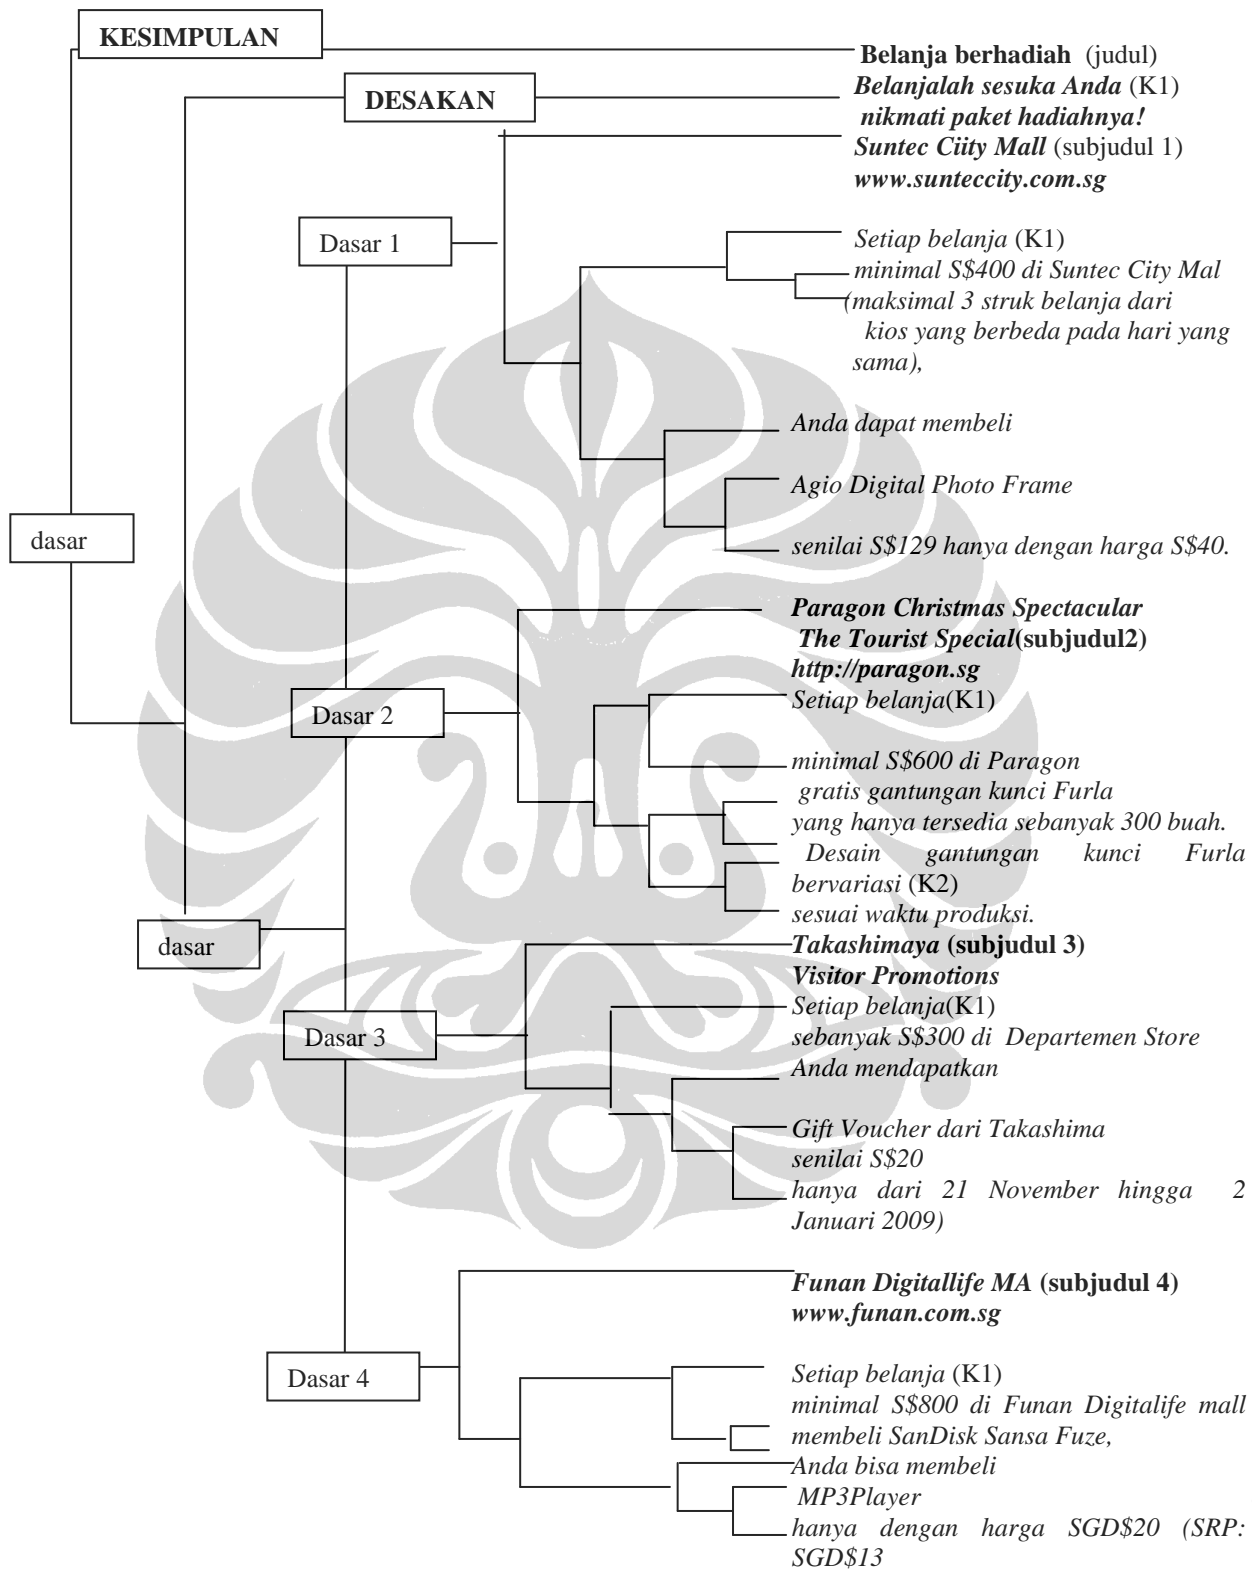 KESIMPULAN
Belanja berhadiah (judul)
DESAKAN
Belanjalah sesuka Anda (K1)
nikmati paket hadiahnya!
Suntec Ciity Mall (subjudul 1)
www.sunteccity.com.sg
Dasar 1
Setiap belanja (K1)
minimal S$400 di Suntec City Mal
(maksimal 3 struk belanja dari
kios yang berbeda pada hari yang
sama),
Anda dapat membeli
Agio Digital Photo Frame
dasar
senilai S$129 hanya dengan harga S$40.
Paragon Christmas Spectacular
The Tourist Special(subjudul2)
http://paragon.sg
Setiap belanja(K1)
Dasar 2
minimal S$600 di Paragon
gratis gantungan kunci Furla
yang hanya tersedia sebanyak 300 buah.
Desain gantungan kunci Furla
bervariasi (K2)
sesuai waktu produksi.
dasar
Takashimaya (subjudul 3)
Visitor Promotions
Setiap belanja(K1)
Dasar 3
sebanyak S$300 di Departemen Store
Anda mendapatkan
Gift Voucher dari Takashima
senilai S$20
hanya dari 21 November hingga 2
Januari 2009)
Funan Digitallife MA (subjudul 4)
www.funan.com.sg
Dasar 4
Setiap belanja (K1)
minimal S$800 di Funan Digitalife mall
membeli SanDisk Sansa Fuze,
Anda bisa membeli
MP3Player
hanya dengan harga SGD$20 (SRP:
SGD$13